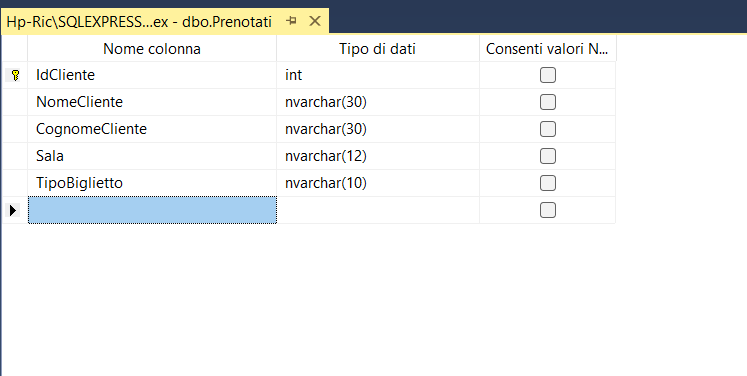 Hp-Ric\SQLEXPRESS...ex - dbo.Prenotati
Nome colonna Tipo di dati Consenti valori N...
IdCliente int
NomeCliente nvarchar(30)
CognomeCliente nvarchar(30)
Sala nvarchar(12)
TipoBiglietto nvarchar(10)